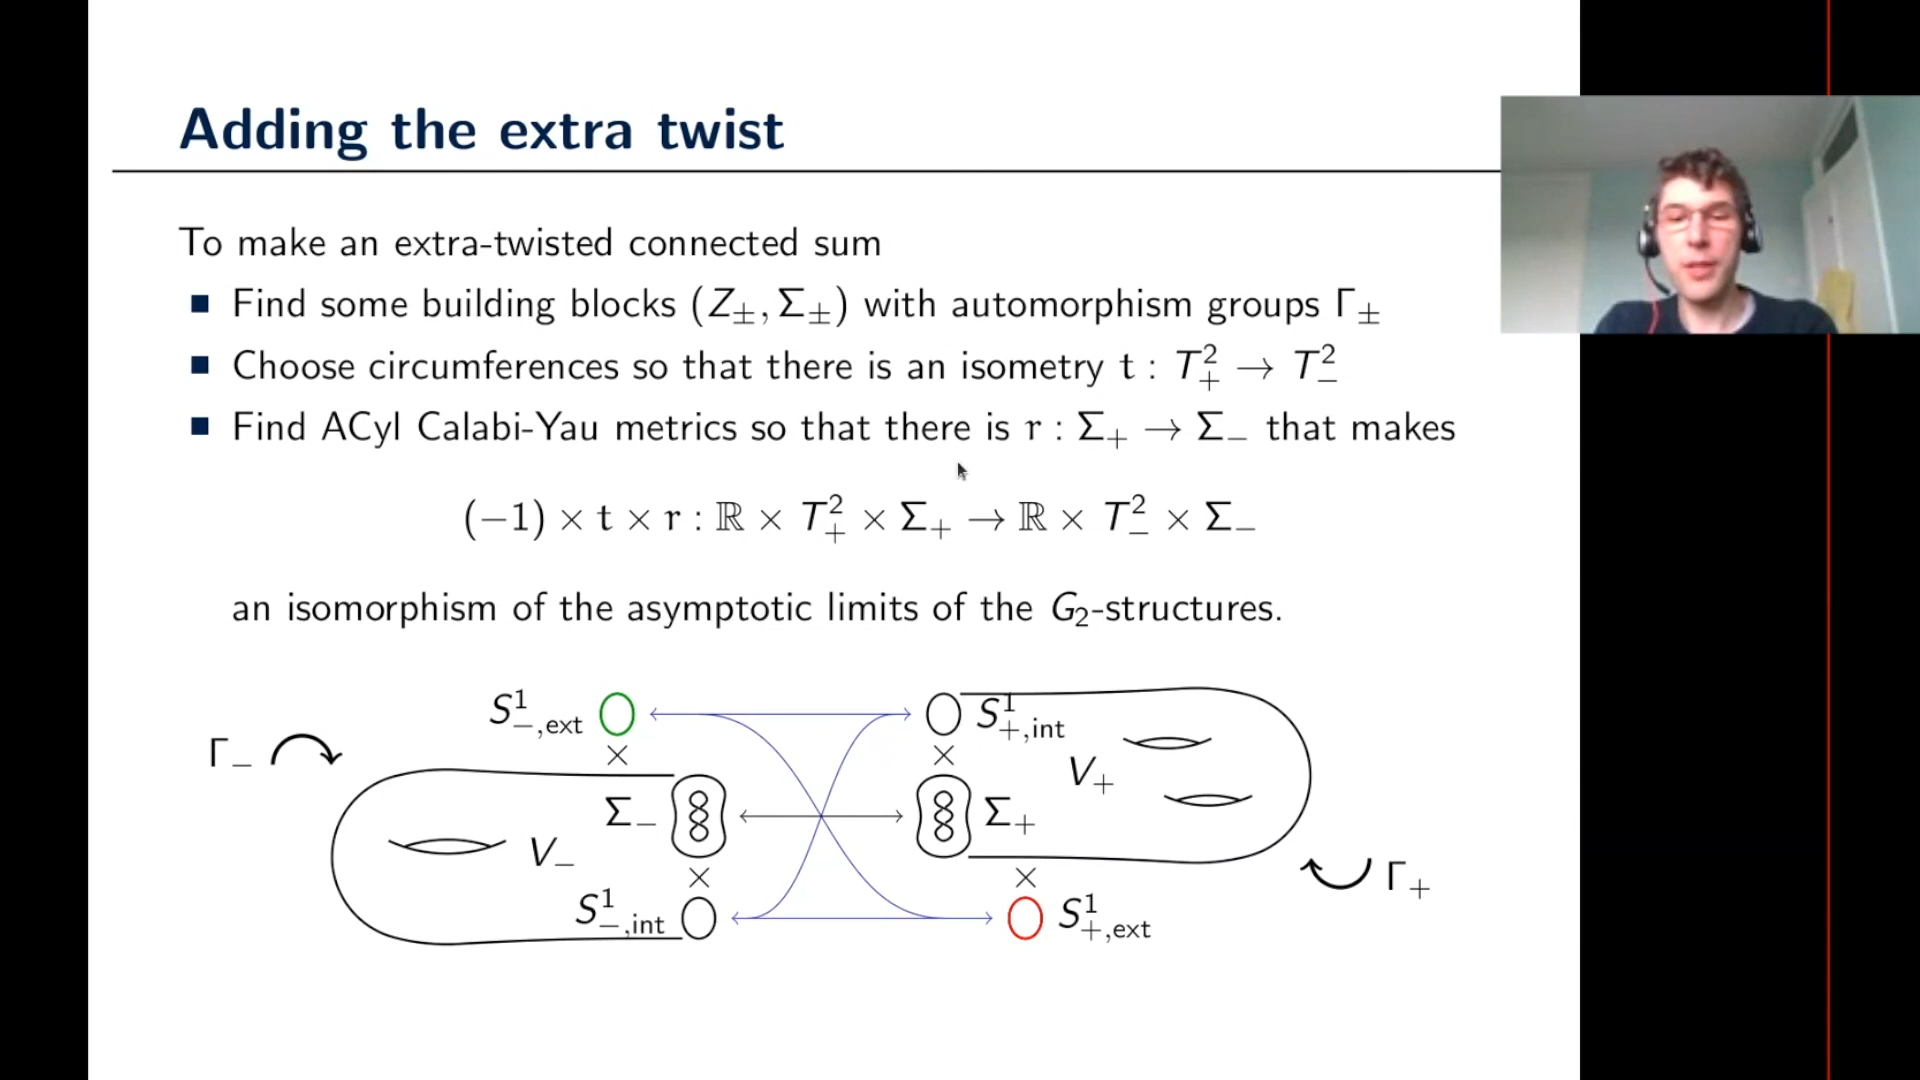 Adding the extra twist
To make an extra-twisted connected sum
Find some building blocks (Z±, Σ±) with automorphism groups Γ±
Choose circumferences so that there is an isometry t : T²₊ → T²₋
Find ACyl Calabi-Yau metrics so that there is r : Σ₊ → Σ₋ that makes
(−1) × t × r : ℝ × T²₊ × Σ₊ → ℝ × T²₋ × Σ₋
an isomorphism of the asymptotic limits of the G₂-structures.
S¹₋,ext
S¹₊,int
Γ₋
×
×
V₊
Σ₋
Σ₊
V₋
×
×
Γ₊
S¹₋,int
S¹₊,ext